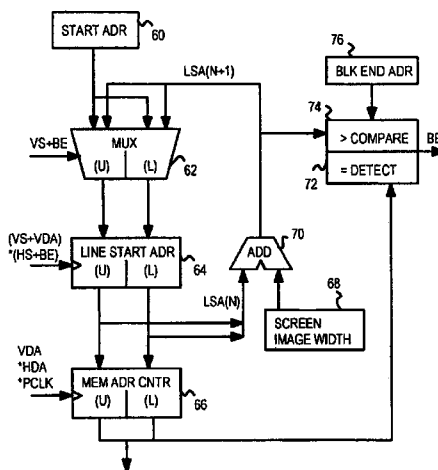 START ADR
60
76
BLK END ADR
LSA(N+1)
74
> COMPARE
BE
72
= DETECT
VS+BE
MUX
(U) (L)
62
(VS+VDA)
*(HS+BE)
LINE START ADR
(U) (L)
64
ADD
70
LSA(N)
68
SCREEN
IMAGE WIDTH
VDA
*HDA
*PCLK
MEM ADR CNTR
(U) (L)
66